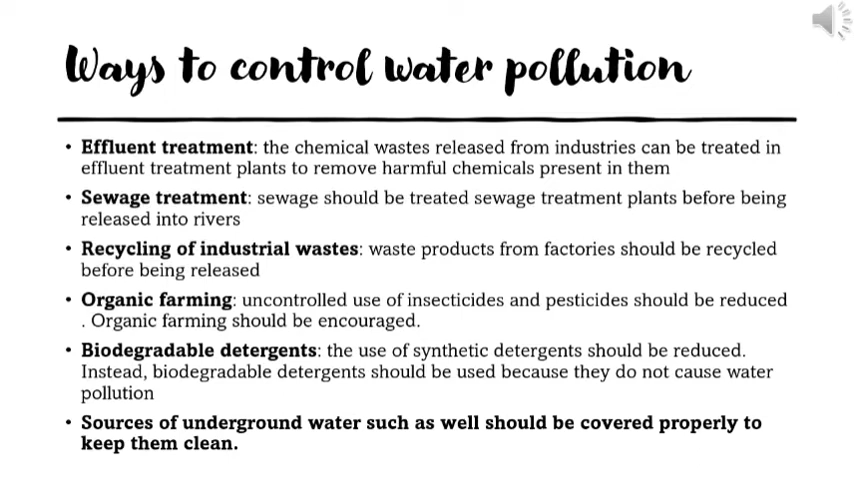 Ways to control water pollution
• Effluent treatment: the chemical wastes released from industries can be treated in
effluent treatment plants to remove harmful chemicals present in them
• Sewage treatment: sewage should be treated sewage treatment plants before being
released into rivers
• Recycling of industrial wastes: waste products from factories should be recycled
before being released
• Organic farming: uncontrolled use of insecticides and pesticides should be reduced
. Organic farming should be encouraged.
• Biodegradable detergents: the use of synthetic detergents should be reduced.
Instead, biodegradable detergents should be used because they do not cause water
pollution
• Sources of underground water such as well should be covered properly to
keep them clean.